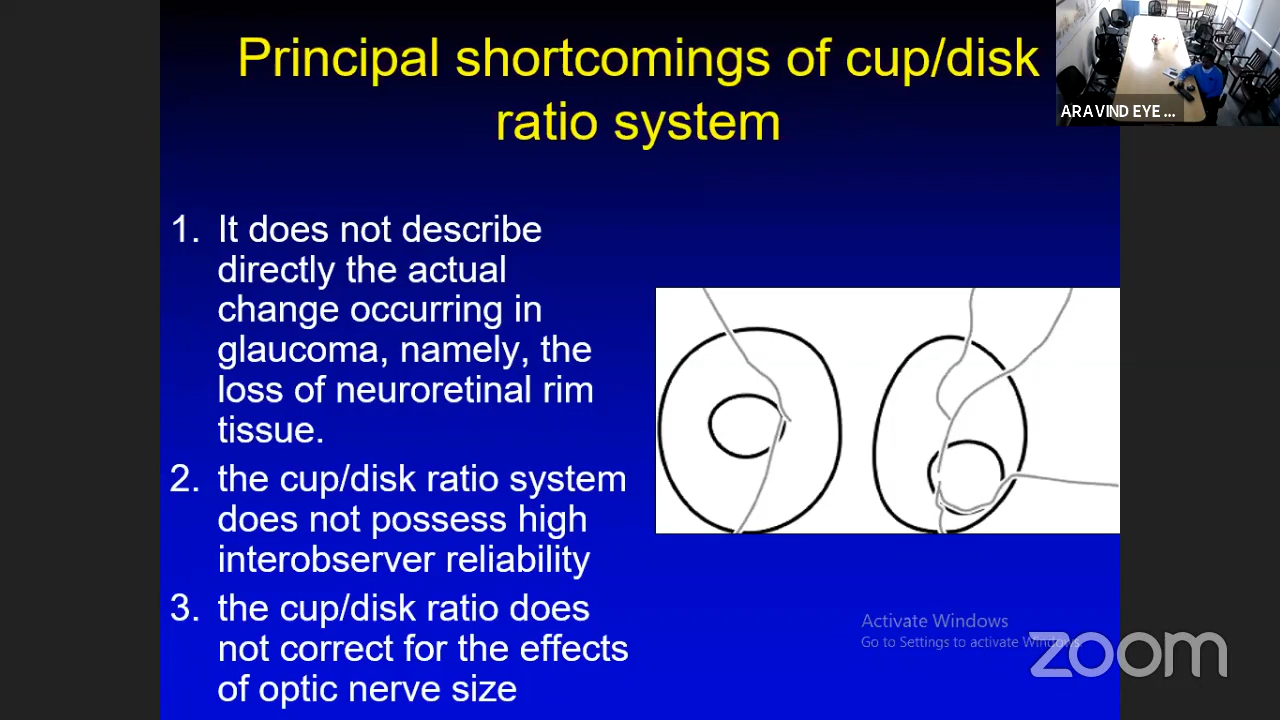 Principal shortcomings of cup/disk
ratio system
ARAVIND EYE ...
1. It does not describe
directly the actual
change occurring in
glaucoma, namely, the
loss of neuroretinal rim
tissue.
2. the cup/disk ratio system
does not possess high
interobserver reliability
3. the cup/disk ratio does
not correct for the effects
of optic nerve size
Activate Windows
Go to Settings to activate Windows.
zoom